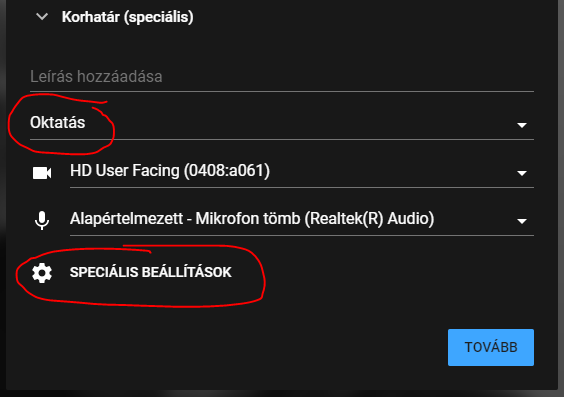 Korhatár (speciális)
Leírás hozzáadása
Oktatás
HD User Facing (0408:a061)
Alapértelmezett - Mikrofon tömb (Realtek(R) Audio)
SPECIÁLIS BEÁLLÍTÁSOK
TOVÁBB